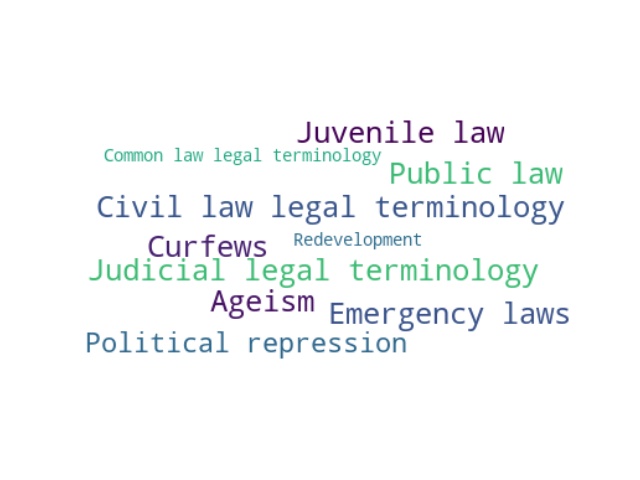 Juvenile law
Common law legal terminology
Public law
Civil law legal terminology
Curfews
Redevelopment
Judicial legal terminology
Ageism
Emergency laws
Political repression